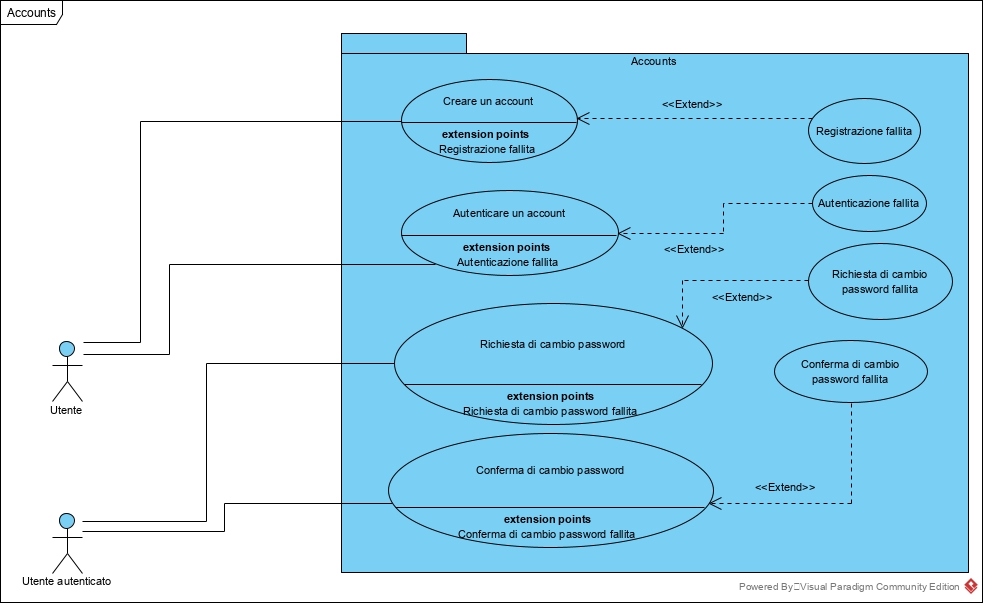 Accounts
Accounts
Creare un account
extension points
Registrazione fallita
<<Extend>>
Registrazione fallita
Autenticare un account
extension points
Autenticazione fallita
<<Extend>>
Autenticazione fallita
Richiesta di cambio
password fallita
<<Extend>>
Richiesta di cambio password
extension points
Richiesta di cambio password fallita
Conferma di cambio
password fallita
Utente
Conferma di cambio password
extension points
Conferma di cambio password fallita
<<Extend>>
Utente autenticato
Powered By Visual Paradigm Community Edition